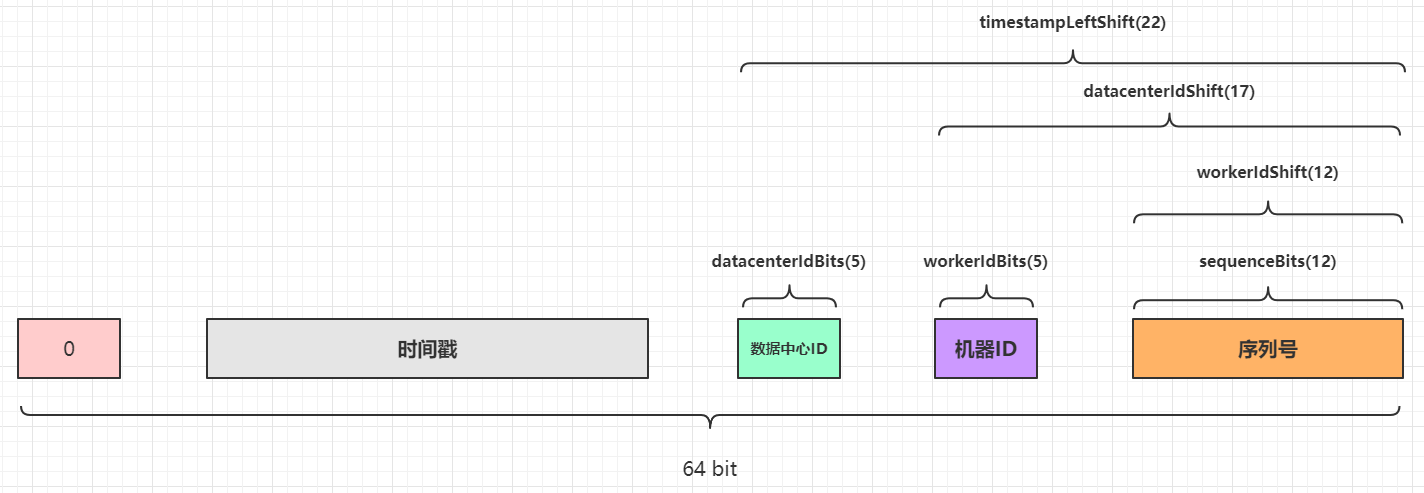 timestampLeftShift(22)
datacenterIdShift(17)
workerIdShift(12)
datacenterIdBits(5)
workerIdBits(5)
sequenceBits(12)
0
时间戳
数据中心ID
机器ID
序列号
64 bit